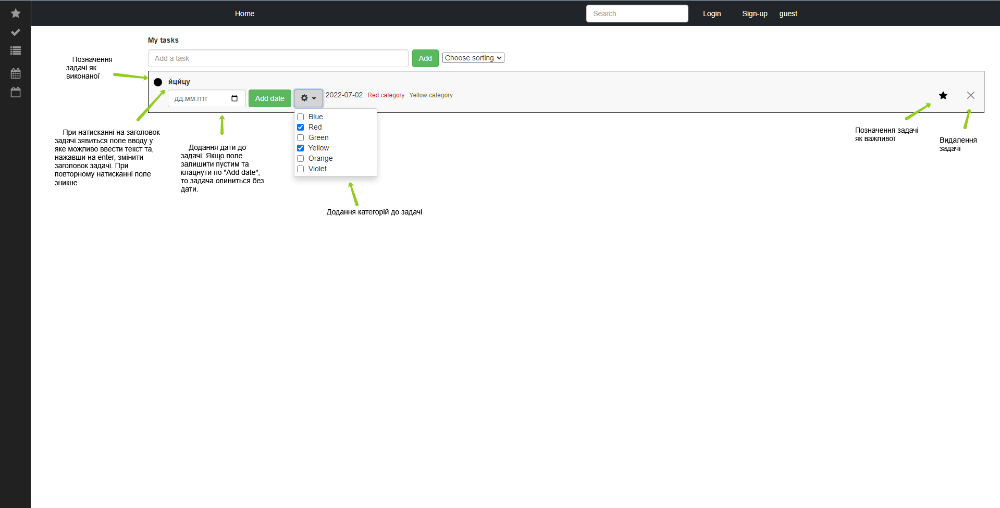 Home
Search
Login
Sign-up
guest
My tasks
Add a task
Add
Choose sorting
Позначення
задачі як
виконаної
йцйцу
дд.мм.гггг
Add date
2022-07-02
Red category
Yellow category
Blue
Red
Green
Yellow
Orange
Violet
При натисканні на заголовок
задачі зявиться поле вводу у
яке можливо ввести текст та,
нажавши на enter, змінити
заголовок задачі. При
повторному натисканні поле
зникне
Додання дати до
задачі. Якщо поле
залишити пустим та
клацнути по "Add date",
то задача опиниться без
дати.
Додання категорій до задачі
Позначення задачі
як важливої
Видалення
задачі